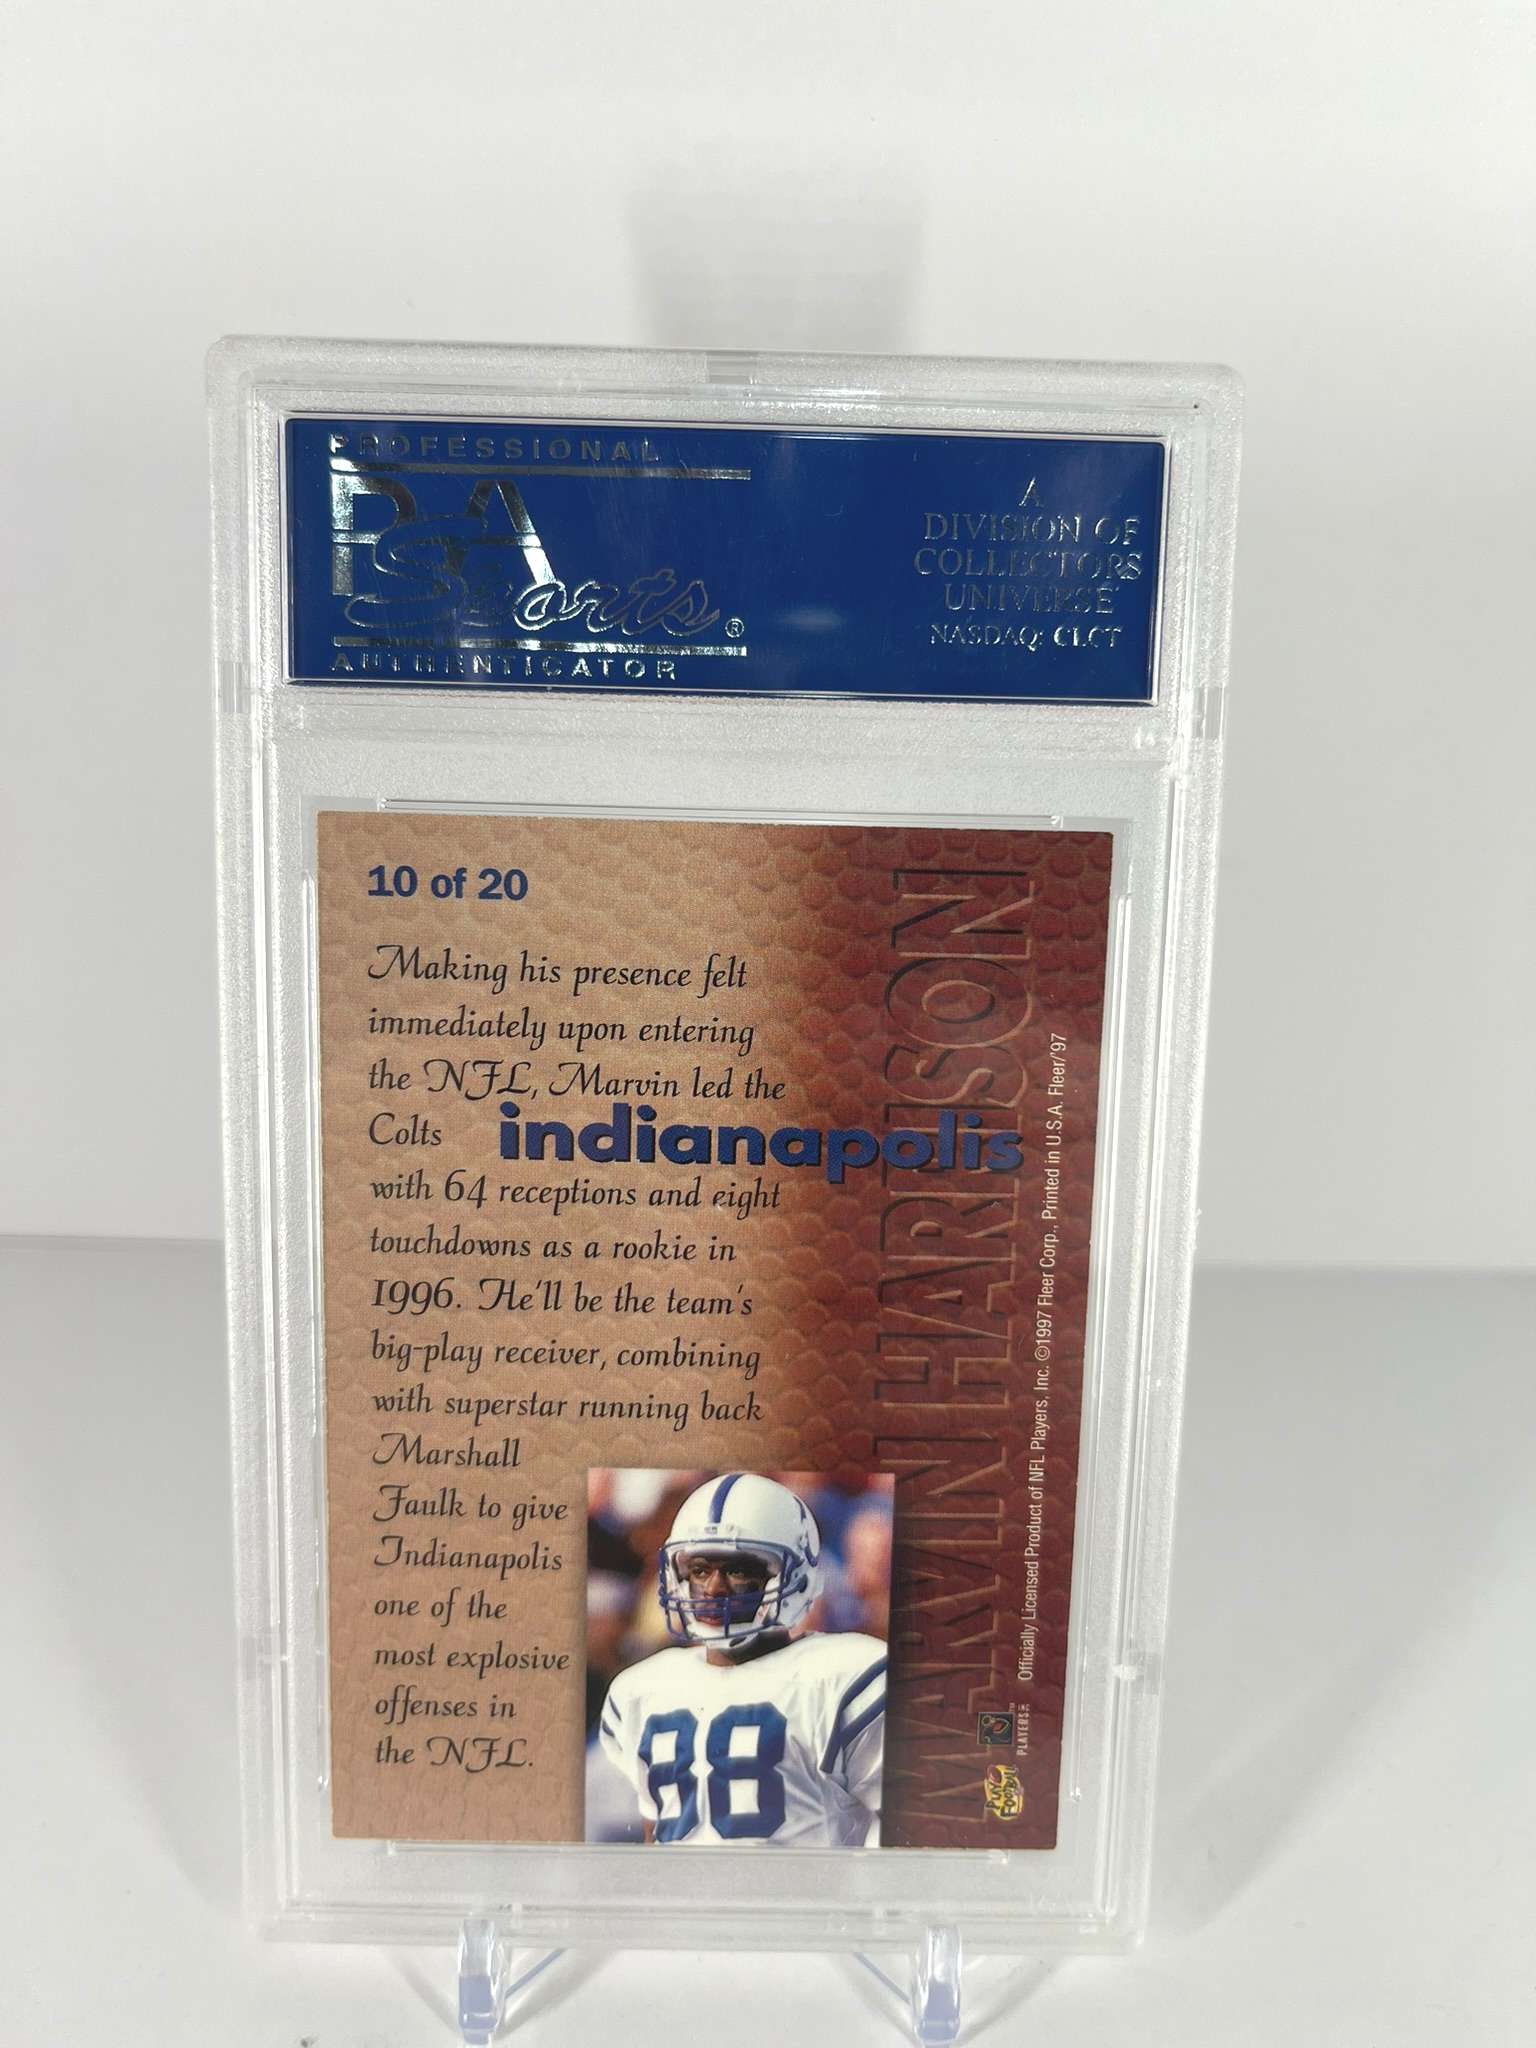 PROFESSIONAL
PSA
Sports®
AUTHENTICATOR
A
DIVISION OF
COLLECTORS
UNIVERSE
NASDAQ: CLCT
10 of 20
Making his presence felt
immediately upon entering
the NFL, Marvin led the
Colts
indianapolis
with 64 receptions and eight
touchdowns as a rookie in
1996. He'll be the team's
big-play receiver, combining
with superstar running back
Marshall
Faulk to give
Indianapolis
one of the
most explosive
offenses in
the NFL.
88
MARVIN HARRISON
Officially Licensed Product of NFL Players, Inc. ©1997 Fleer Corp., Printed in U.S.A. Fleer/'97
PLAYERS INC
PLAY
FOOTBALL